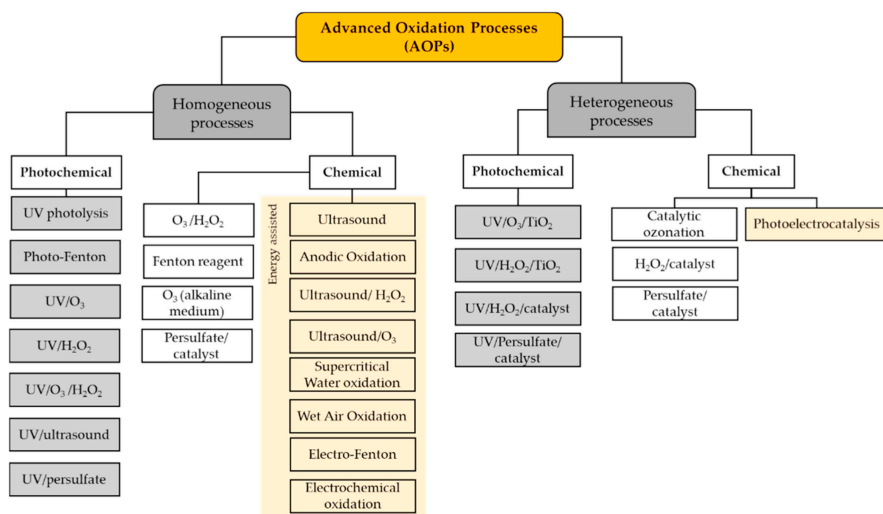 Advanced Oxidation Processes
(AOPs)
Homogeneous
processes
Heterogeneous
processes
Photochemical
UV photolysis
Photo-Fenton
UV/O₃
UV/H₂O₂
UV/O₃/H₂O₂
UV/ultrasound
UV/persulfate
Chemical
O₃/H₂O₂
Fenton reagent
O₃ (alkaline
medium)
Persulfate/
catalyst
Energy assisted
Ultrasound
Anodic Oxidation
Ultrasound/ H₂O₂
Ultrasound/O₃
Supercritical
Water oxidation
Wet Air Oxidation
Electro-Fenton
Electrochemical
oxidation
Photochemical
UV/O₃/TiO₂
UV/H₂O₂/TiO₂
UV/H₂O₂/catalyst
UV/Persulfate/
catalyst
Chemical
Catalytic
ozonation
H₂O₂/catalyst
Persulfate/
catalyst
Photoelectrocatalysis